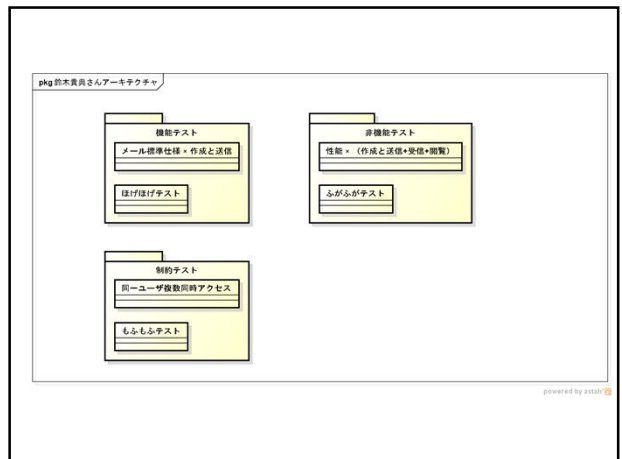 pkg 鈴木貴典さんアーキテクチャ
機能テスト
メール標準仕様 × 作成と送信
ほげほげテスト
非機能テスト
性能 × （作成と送信+受信+閲覧）
ふがふがテスト
制約テスト
同一ユーザ複数同時アクセス
もふもふテスト
powered by astah*